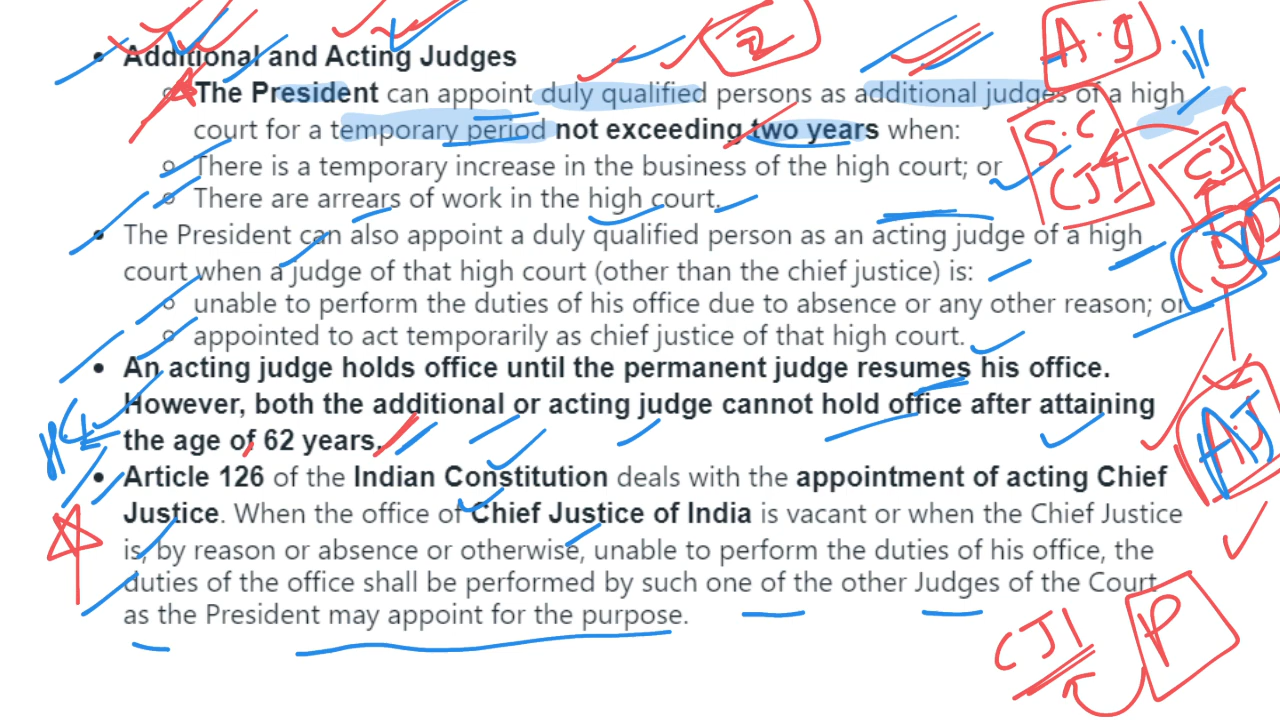 Additional and Acting Judges
The President can appoint duly qualified persons as additional judges of a high
court for a temporary period not exceeding two years when:
There is a temporary increase in the business of the high court; or
There are arrears of work in the high court.
The President can also appoint a duly qualified person as an acting judge of a high
court when a judge of that high court (other than the chief justice) is:
unable to perform the duties of his office due to absence or any other reason; or
appointed to act temporarily as chief justice of that high court.
An acting judge holds office until the permanent judge resumes his office.
However, both the additional or acting judge cannot hold office after attaining
the age of 62 years.
Article 126 of the Indian Constitution deals with the appointment of acting Chief
Justice. When the office of Chief Justice of India is vacant or when the Chief Justice
is, by reason or absence or otherwise, unable to perform the duties of his office, the
duties of the office shall be performed by such one of the other Judges of the Court
as the President may appoint for the purpose.
2
A.J
S.C
CJI
CJ
A.J
CJI
P